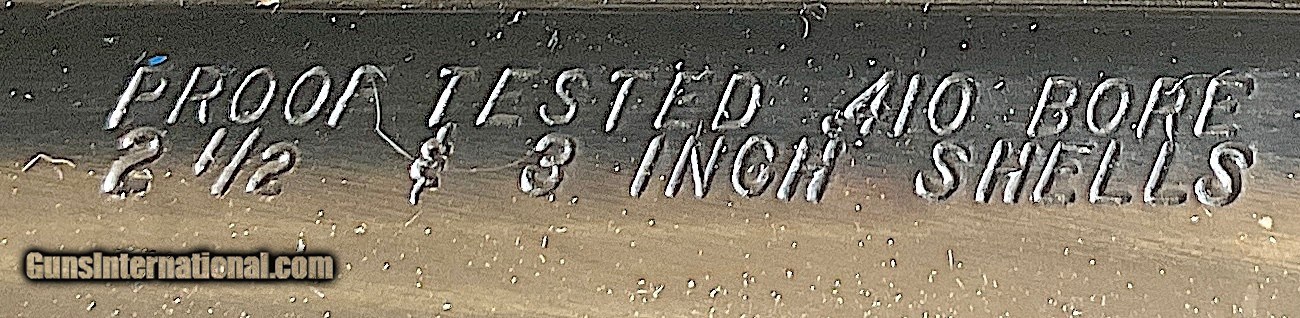 PROOF TESTED .410 BORE
2 1/2 & 3 INCH SHELLS
GunsInternational.com